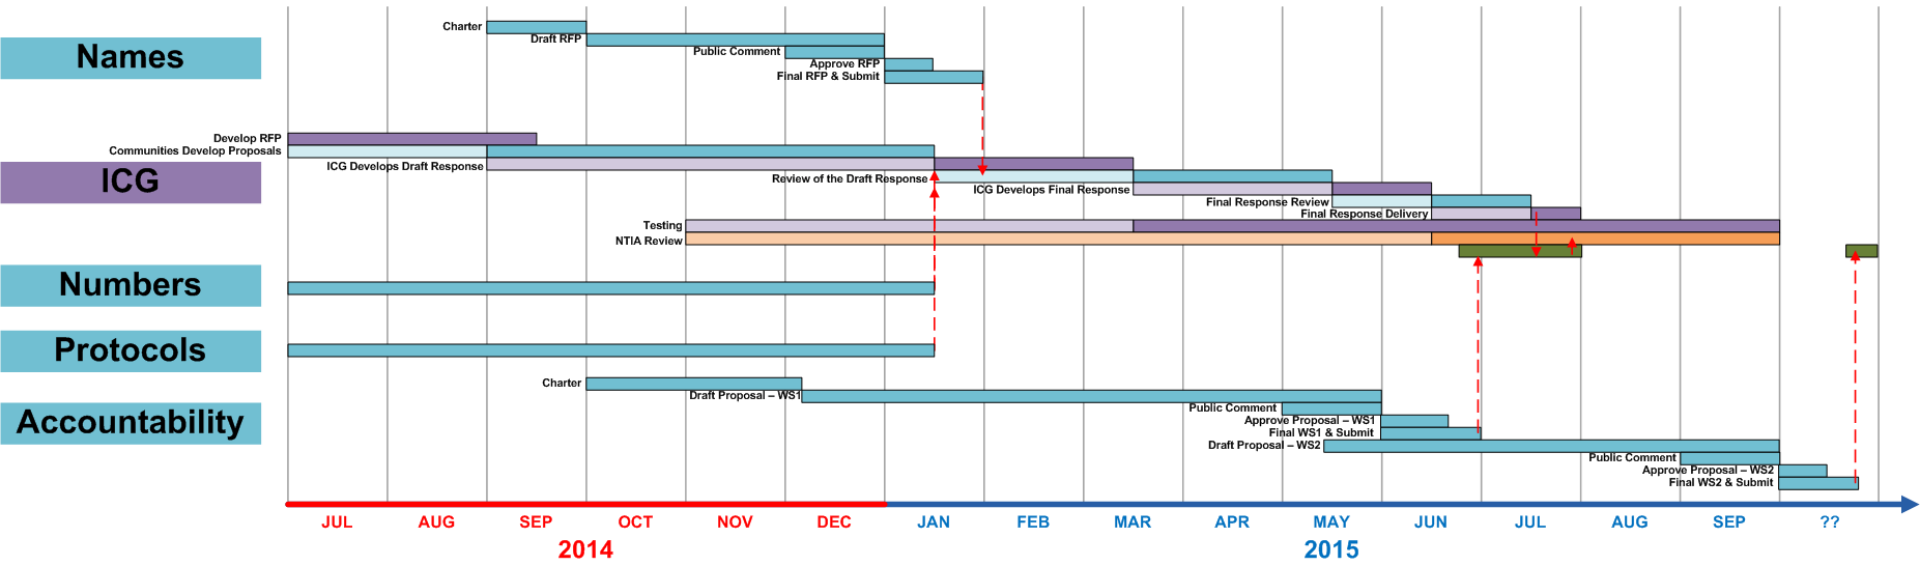 Names
Charter
Draft RFP
Public Comment
Approve RFP
Final RFP & Submit
ICG
Develop RFP
Communities Develop Proposals
ICG Develops Draft Response
Review of the Draft Response
ICG Develops Final Response
Final Response Review
Final Response Delivery
Testing
NTIA Review
Numbers
Protocols
Accountability
Charter
Draft Proposal – WS1
Public Comment
Approve Proposal – WS1
Final WS1 & Submit
Draft Proposal – WS2
Public Comment
Approve Proposal – WS2
Final WS2 & Submit
JUL AUG SEP OCT NOV DEC JAN FEB MAR APR MAY JUN JUL AUG SEP ??
2014 2015